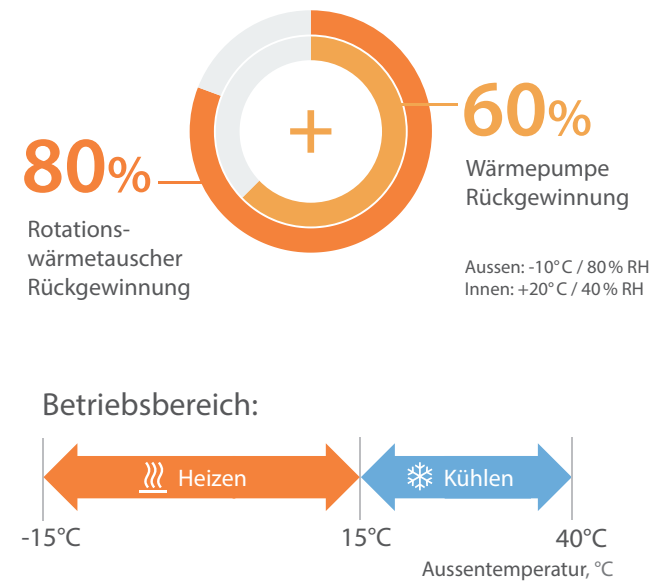 80%
Rotations-
wärmetauscher
Rückgewinnung
60%
Wärmepumpe
Rückgewinnung
Aussen: -10°C / 80% RH
Innen: +20°C / 40% RH
Betriebsbereich:
Heizen
Kühlen
-15°C
15°C
40°C
Aussentemperatur, °C